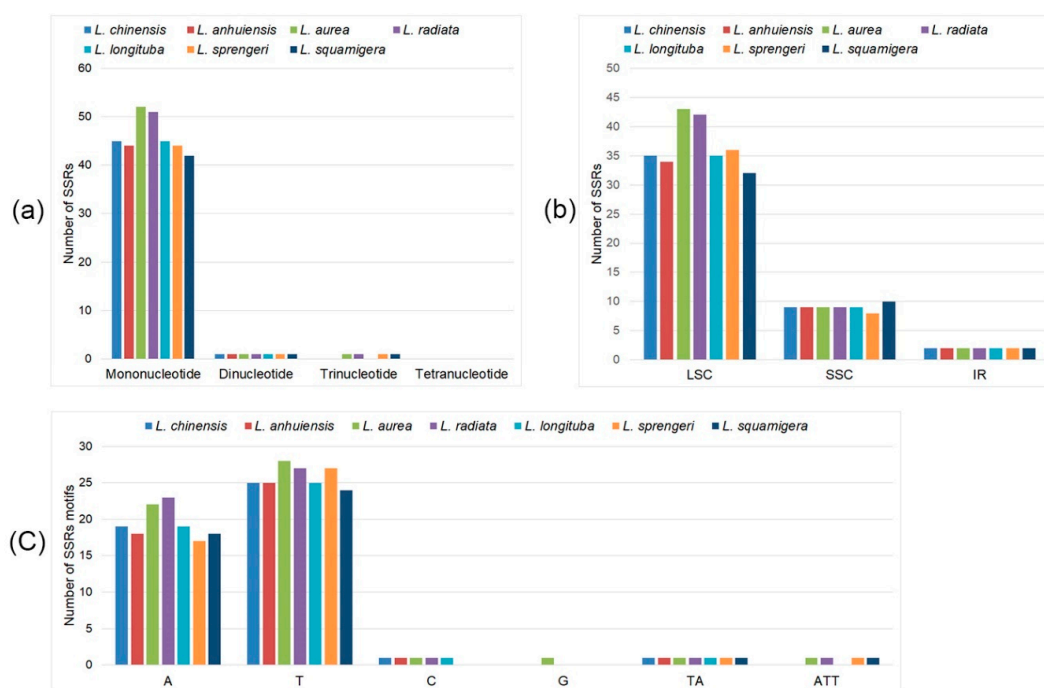 (a)
L. chinensis L. anhuiensis L. aurea L. radiata
L. longituba L. sprengeri L. squamigera
Number of SSRs
60
50
40
30
20
10
0
Mononucleotide Dinucleotide Trinucleotide Tetranucleotide
(b)
L. chinensis L. anhuiensis L. aurea L. radiata
L. longituba L. sprengeri L. squamigera
Number of SSRs
50
45
40
35
30
25
20
15
10
5
0
LSC SSC IR
(C)
L. chinensis L. anhuiensis L. aurea L. radiata L. longituba L. sprengeri L. squamigera
Number of SSRs motifs
30
25
20
15
10
5
0
A T C G TA ATT